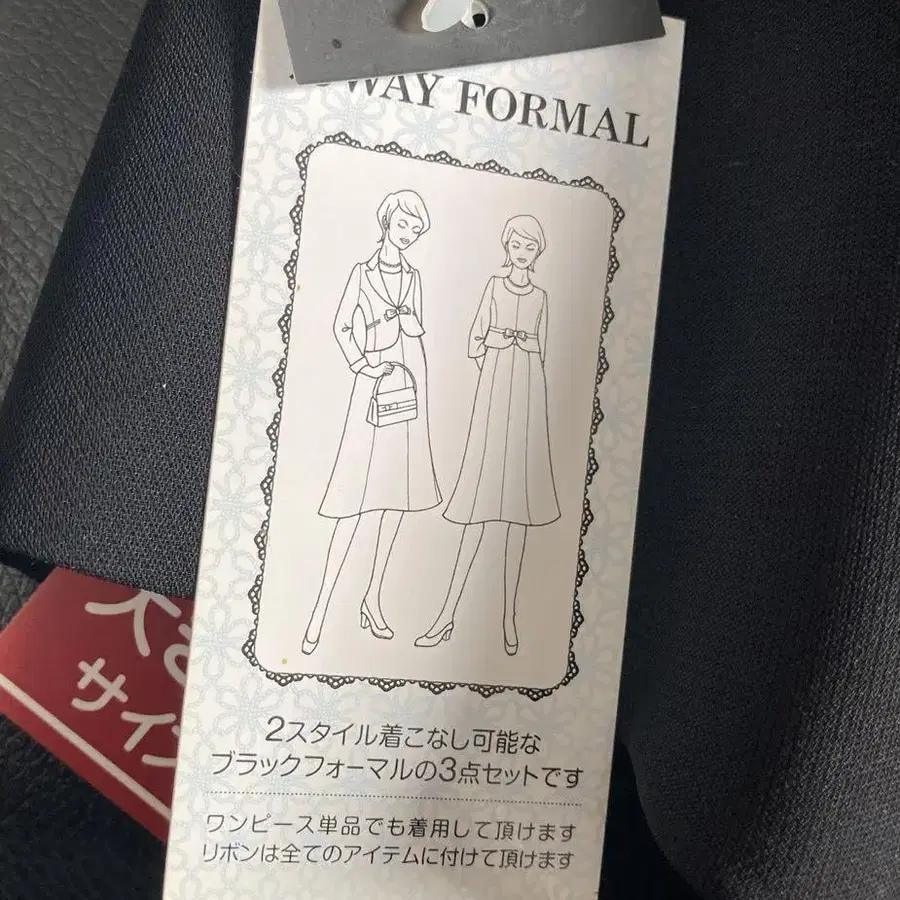 WAY FORMAL
2スタイル着こなし可能な
ブラックフォーマルの3点セットです
ワンピース単品でも着用して頂けます
リボンは全てのアイテムに付けて頂けます
大き
サイズ